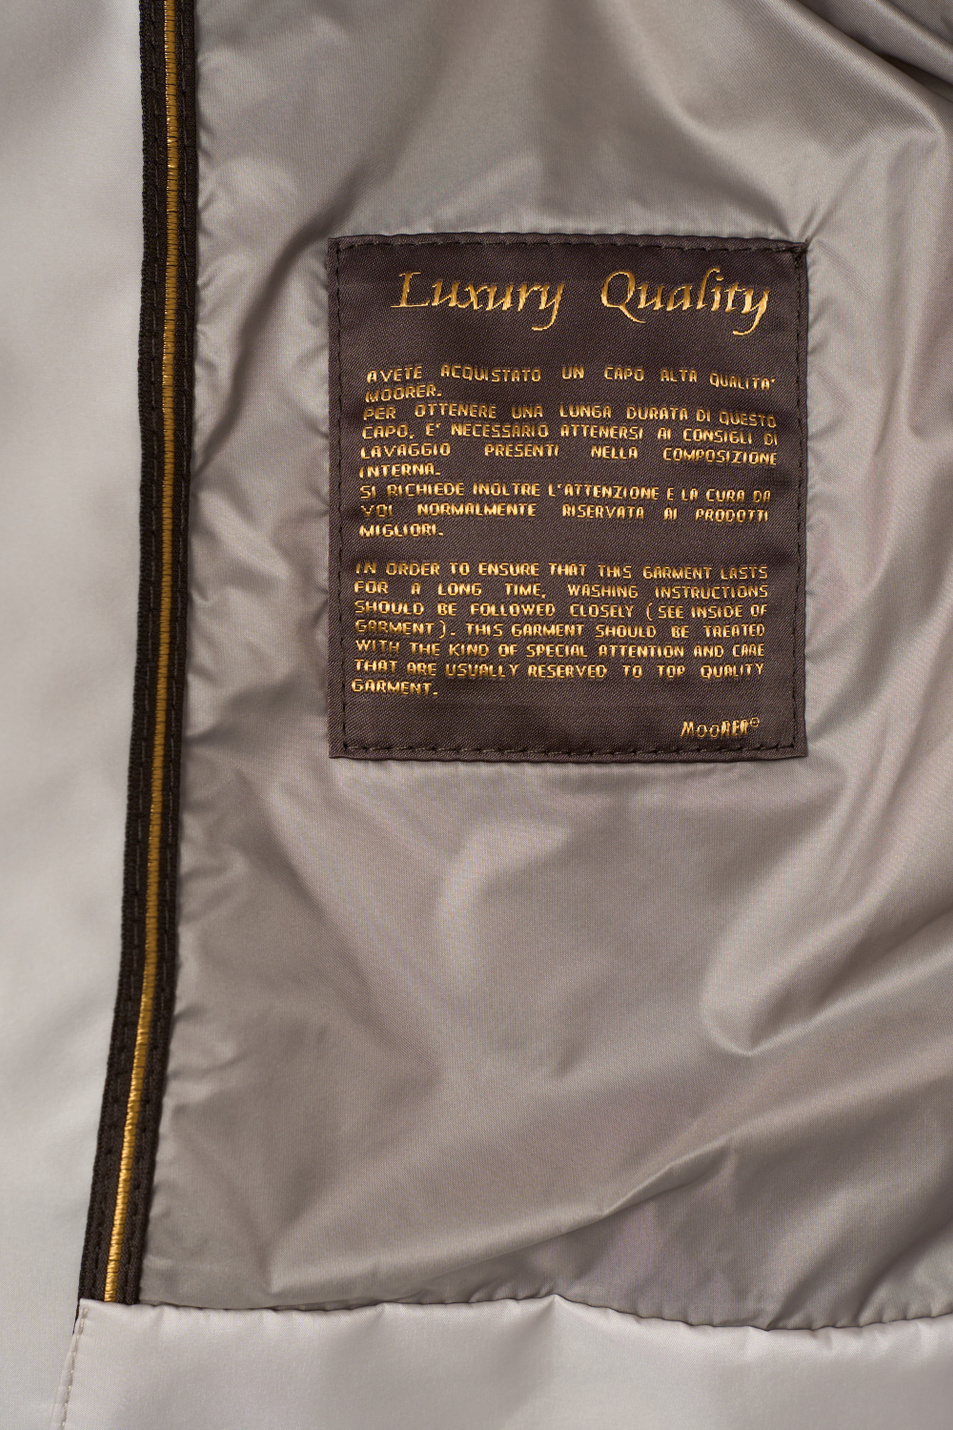 Luxury Quality
AVETE ACQUISTATO UN CAPO ALTA QUALITA'
MOORER.
PER OTTENERE UNA LUNGA DURATA DI QUESTO
CAPO, E' NECESSARIO ATTENERSI AI CONSIGLI DI
LAVAGGIO PRESENTI NELLA COMPOSIZIONE
INTERNA.
SI RICHIEDE INOLTRE L'ATTENZIONE E LA CURA DA
VOI NORMALMENTE RISERVATA AI PRODOTTI
MIGLIORI.
IN ORDER TO ENSURE THAT THIS GARMENT LASTS
FOR A LONG TIME, WASHING INSTRUCTIONS
SHOULD BE FOLLOWED CLOSELY (SEE INSIDE OF
GARMENT). THIS GARMENT SHOULD BE TREATED
WITH THE KIND OF SPECIAL ATTENTION AND CARE
THAT ARE USUALLY RESERVED TO TOP QUALITY
GARMENT.
MooRER©